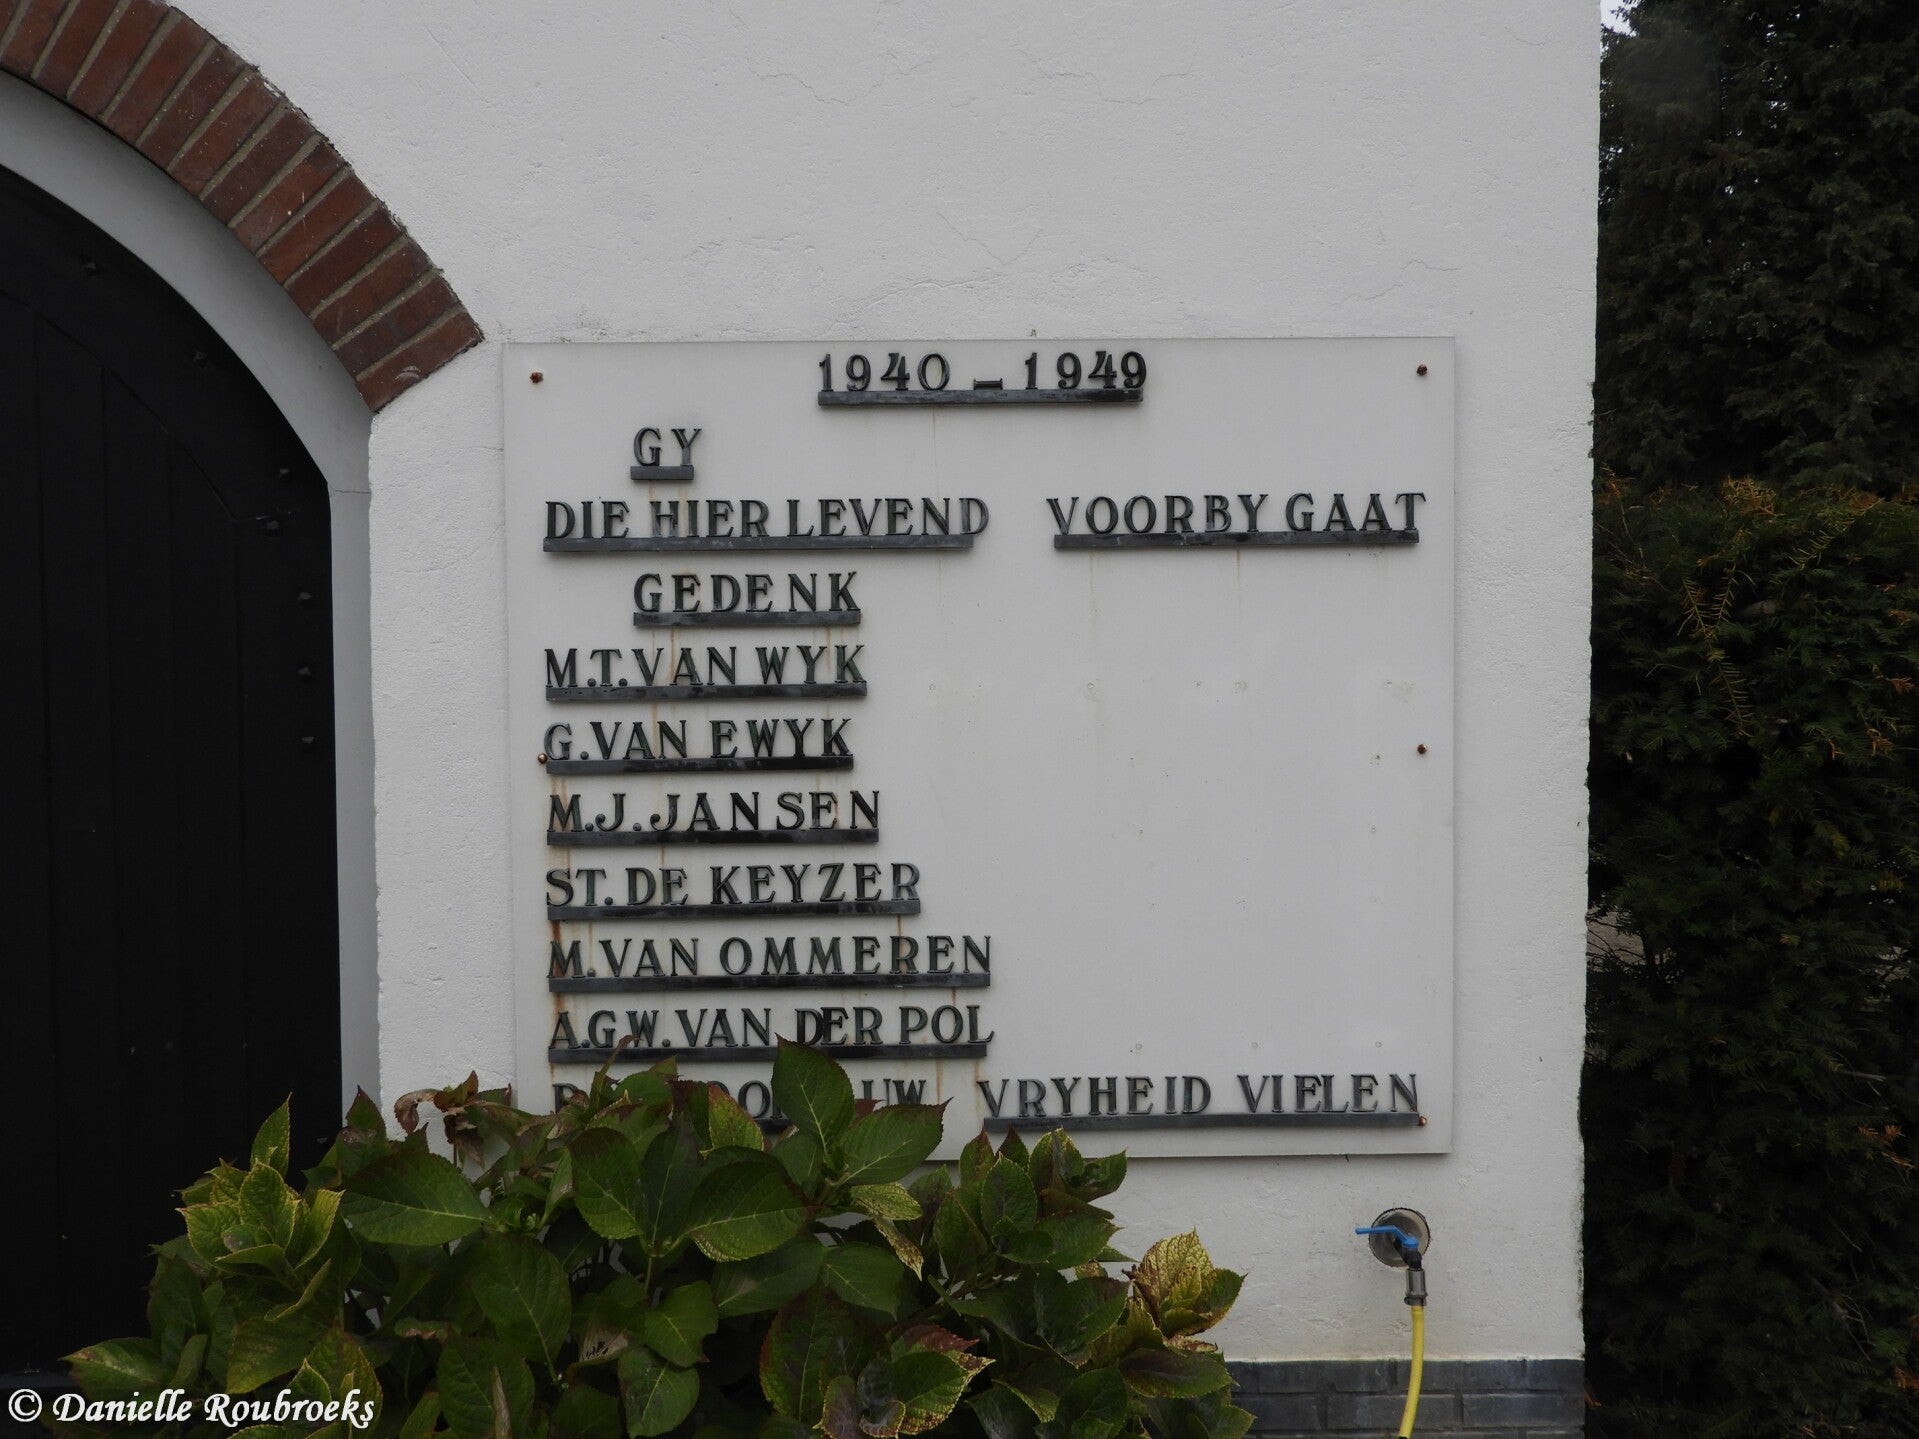 1940 - 1949
GY
DIE HIER LEVEND VOORBY GAAT
GEDENK
M.T. VAN WYK
G. VAN EWYK
M.J. JANSEN
ST. DE KEYZER
M. VAN OMMEREN
A.G.W. VAN DER POL
UW VRYHEID VIELEN
© Danielle Roubroeks